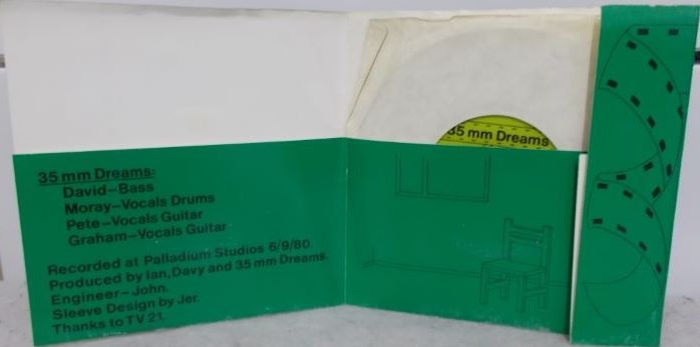 35 mm Dreams:
David–Bass
Moray–Vocals Drums
Pete–Vocals Guitar
Graham–Vocals Guitar
Recorded at Palladium Studios 6/9/80.
Produced by Ian, Davy and 35 mm Dreams.
Engineer–John.
Sleeve Design by Jer.
Thanks to TV 21.
35 mm Dreams